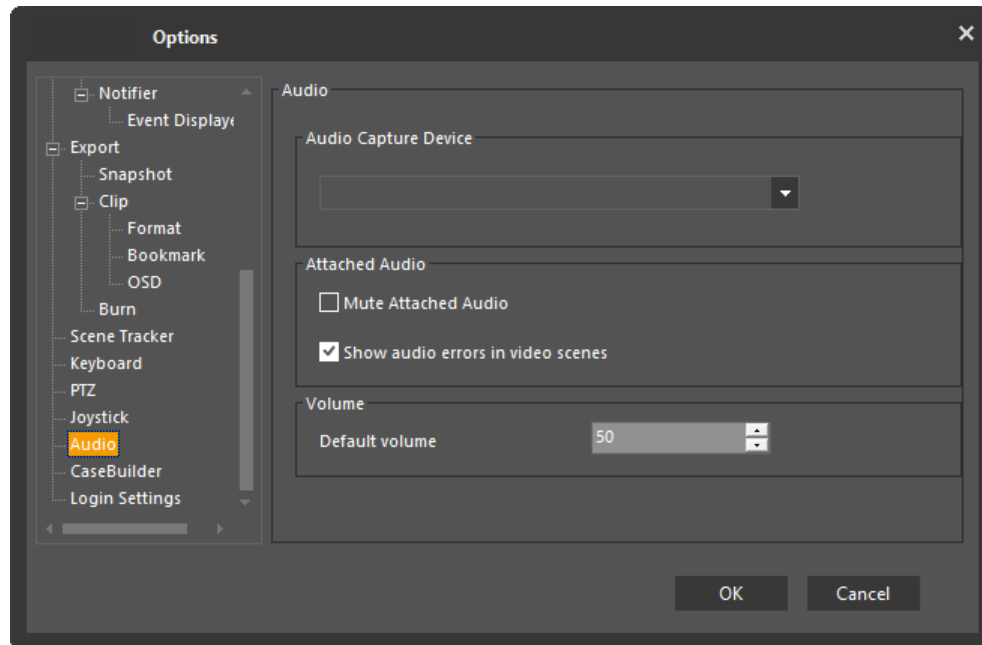 Options
Notifier
Event Displaye
Export
Snapshot
Clip
Format
Bookmark
OSD
Burn
Scene Tracker
Keyboard
PTZ
Joystick
Audio
CaseBuilder
Login Settings
Audio
Audio Capture Device
Attached Audio
Mute Attached Audio
Show audio errors in video scenes
Volume
Default volume 50
OK Cancel